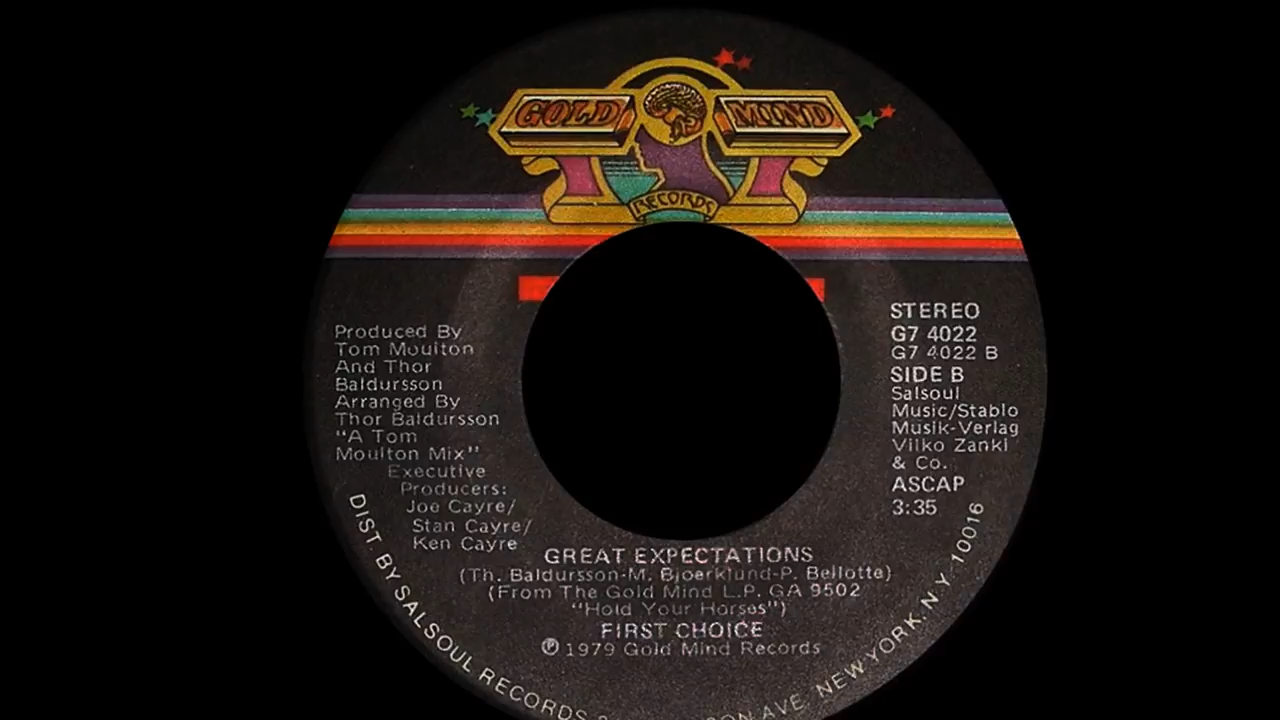 GOLD MIND
RECORDS
Produced By
Tom Moulton
And Thor
Baldursson
Arranged By
Thor Baldursson
"A Tom
Moulton Mix"
Executive
Producers:
Joe Cayre/
Stan Cayre/
Ken Cayre
STEREO
G7 4022
G7 4022 B
SIDE B
Salsoul
Music/Stablo
Musik-Verlag
Vilko Zanki
& Co.
ASCAP
3:35
GREAT EXPECTATIONS
(Th. Baldursson-M. Bjoerklund-P. Bellotte)
(From The Gold Mind L.P. GA 9502
"Hold Your Horses")
FIRST CHOICE
℗ 1979 Gold Mind Records
DIST. BY SALSOUL RECORDS AVE. NEW YORK. N.Y. 10016